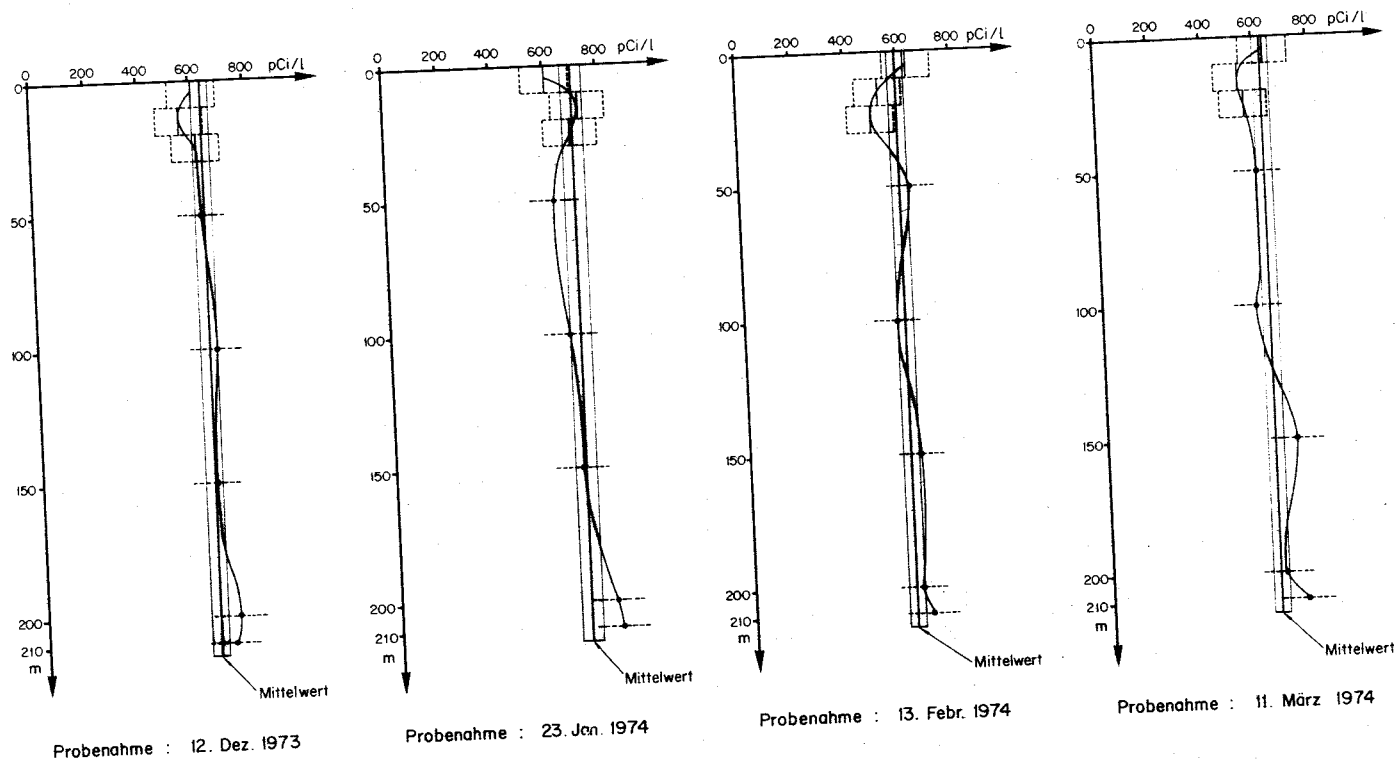 0 200 400 600 800 pCi/l
0
50
100
150
200
210
m
Mittelwert
Probenahme : 12. Dez. 1973
0 200 400 600 800 pCi/l
0
50
100
150
200
210
m
Mittelwert
Probenahme : 23. Jan. 1974
0 200 400 600 800 pCi/l
0
50
100
150
200
210
m
Mittelwert
Probenahme : 13. Febr. 1974
0 200 400 600 800 pCi/l
0
50
100
150
200
210
m
Mittelwert
Probenahme : 11. März 1974